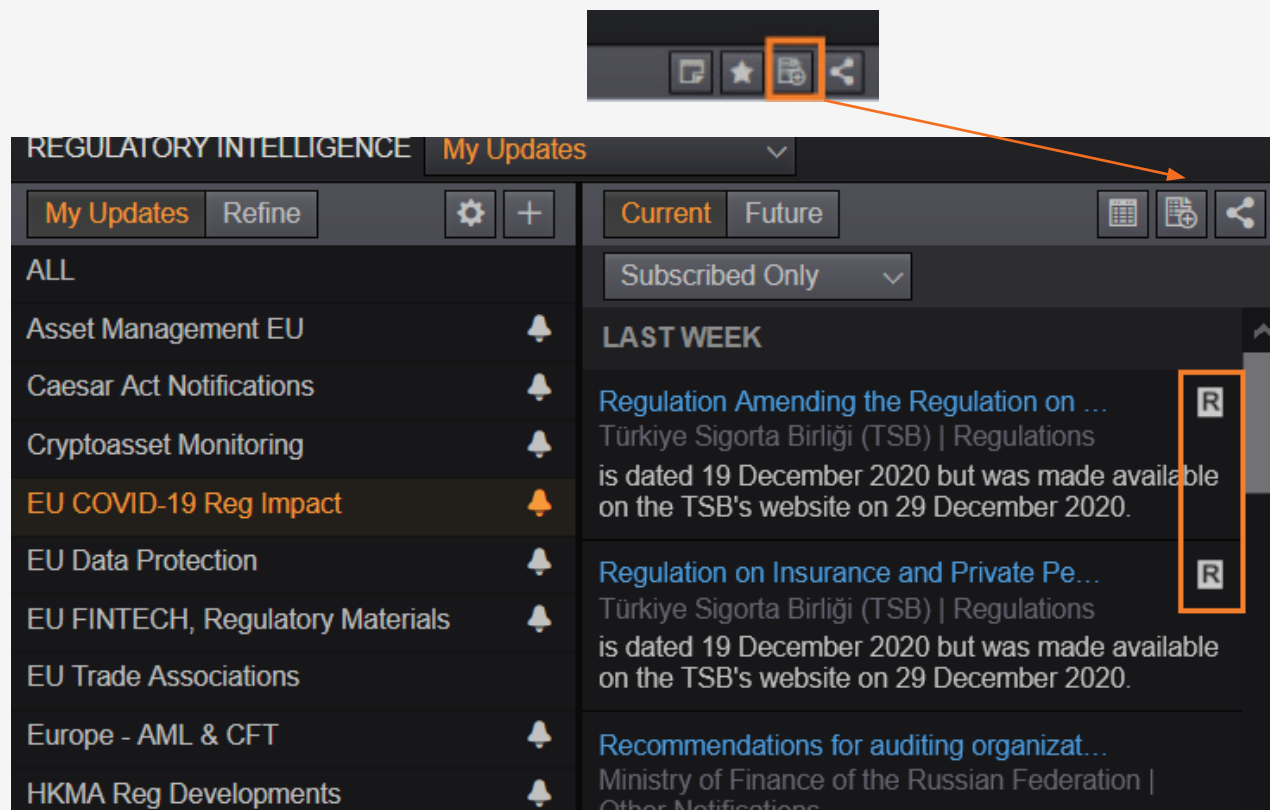 REGULATORY INTELLIGENCE My Updates
My Updates Refine
ALL
Asset Management EU
Caesar Act Notifications
Cryptoasset Monitoring
EU COVID-19 Reg Impact
EU Data Protection
EU FINTECH, Regulatory Materials
EU Trade Associations
Europe - AML & CFT
HKMA Reg Developments
Current Future
Subscribed Only
LAST WEEK
Regulation Amending the Regulation on ... R
Türkiye Sigorta Birliği (TSB) | Regulations
is dated 19 December 2020 but was made available
on the TSB's website on 29 December 2020.
Regulation on Insurance and Private Pe... R
Türkiye Sigorta Birliği (TSB) | Regulations
is dated 19 December 2020 but was made available
on the TSB's website on 29 December 2020.
Recommendations for auditing organizat...
Ministry of Finance of the Russian Federation |
Other Notifications